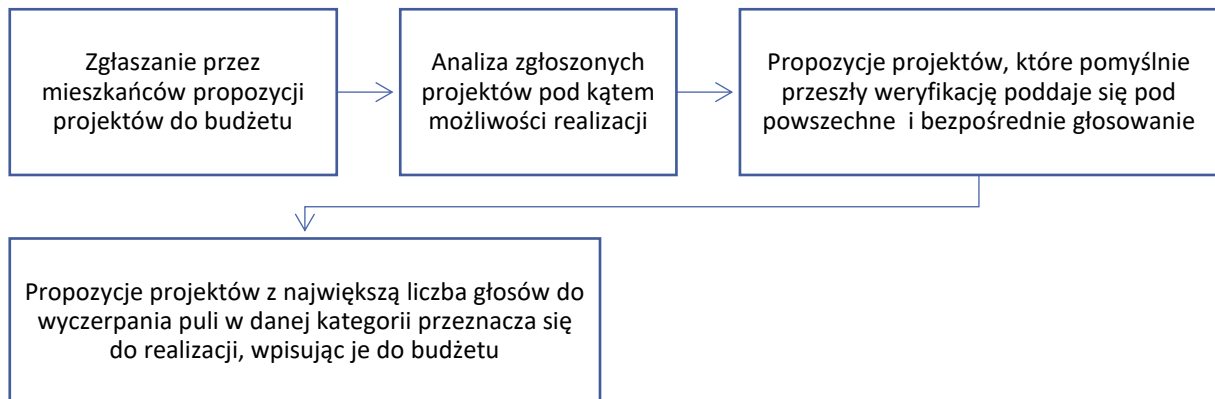 Zgłaszanie przez
mieszkańców propozycji
projektów do budżetu
Analiza zgłoszonych
projektów pod kątem
możliwości realizacji
Propozycje projektów, które pomyślnie
przeszły weryfikację poddaje się pod
powszechne  i bezpośrednie głosowanie
Propozycje projektów z największą liczba głosów do
wyczerpania puli w danej kategorii przeznacza się
do realizacji, wpisując je do budżetu